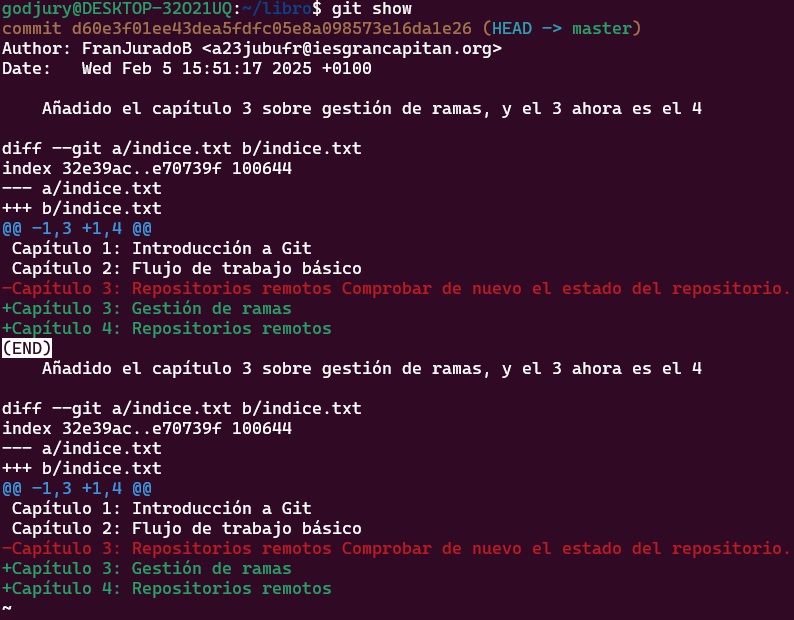 godjury@DESKTOP-32O21UQ:~/libro$ git show
commit d60e3f01ee43dea5fdfc05e8a098573e16da1e26 (HEAD -> master)
Author: FranJuradoB <a23jubufr@iesgrancapitan.org>
Date:   Wed Feb 5 15:51:17 2025 +0100
    Añadido el capítulo 3 sobre gestión de ramas, y el 3 ahora es el 4
diff --git a/indice.txt b/indice.txt
index 32e39ac..e70739f 100644
--- a/indice.txt
+++ b/indice.txt
@@ -1,3 +1,4 @@
 Capítulo 1: Introducción a Git
 Capítulo 2: Flujo de trabajo básico
-Capítulo 3: Repositorios remotos Comprobar de nuevo el estado del repositorio.
+Capítulo 3: Gestión de ramas
+Capítulo 4: Repositorios remotos
(END)
    Añadido el capítulo 3 sobre gestión de ramas, y el 3 ahora es el 4
diff --git a/indice.txt b/indice.txt
index 32e39ac..e70739f 100644
--- a/indice.txt
+++ b/indice.txt
@@ -1,3 +1,4 @@
 Capítulo 1: Introducción a Git
 Capítulo 2: Flujo de trabajo básico
-Capítulo 3: Repositorios remotos Comprobar de nuevo el estado del repositorio.
+Capítulo 3: Gestión de ramas
+Capítulo 4: Repositorios remotos
~